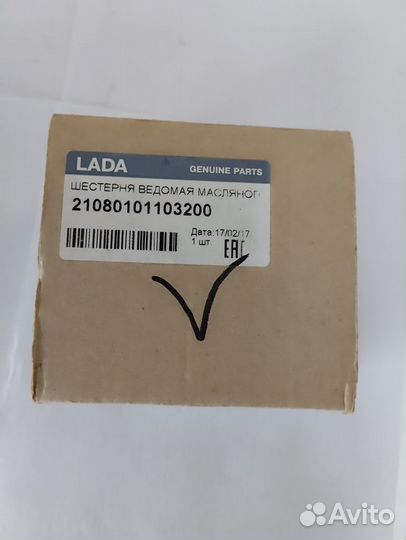 LADA GENUINE PARTS
ШЕСТЕРНЯ ВЕДОМАЯ МАСЛЯНОГ
21080101103200
Дата:17/02/17
1 шт. EAC
Avito